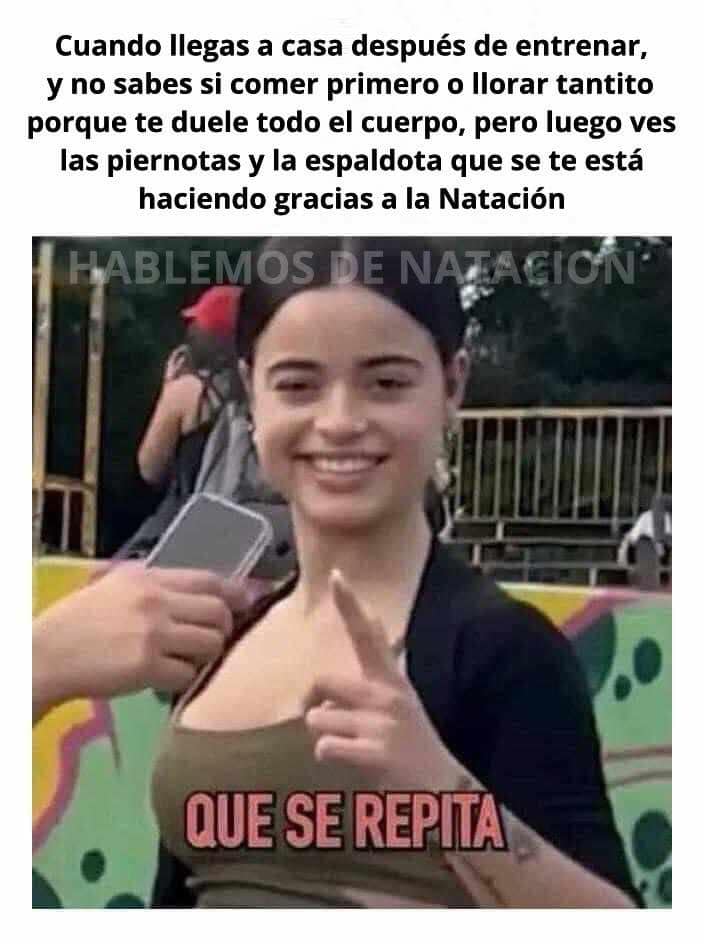 Cuando llegas a casa después de entrenar,
y no sabes si comer primero o llorar tantito
porque te duele todo el cuerpo, pero luego ves
las piernotas y la espaldota que se te está
haciendo gracias a la Natación
HABLEMOS DE NATACION
QUE SE REPITA